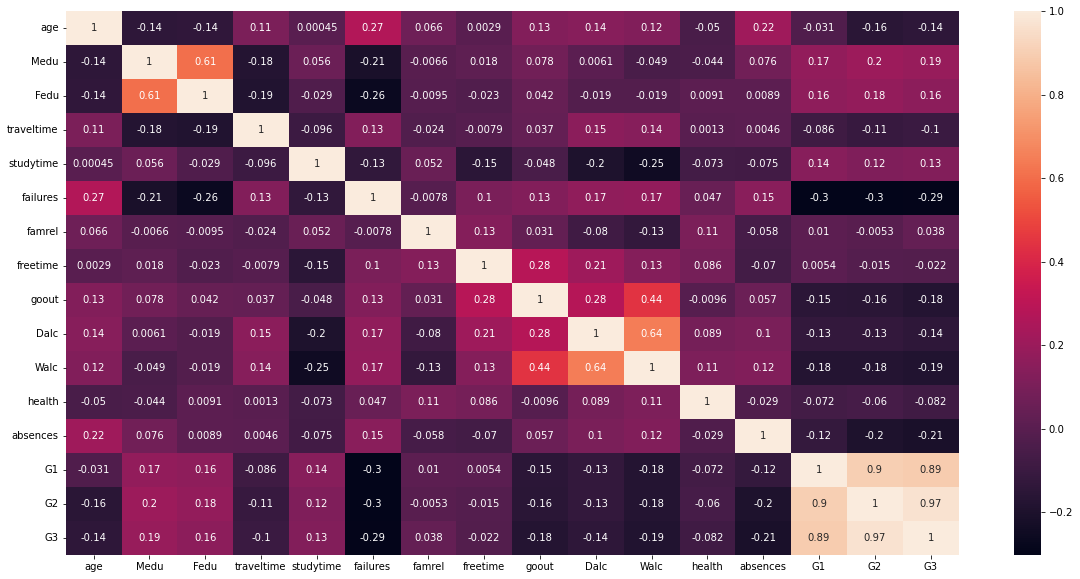 age 1 -0.14 -0.14 0.11 0.00045 0.27 0.066 0.0029 0.13 0.14 0.12 -0.05 0.22 -0.031 -0.16 -0.14
Medu -0.14 1 0.61 -0.18 0.056 -0.21 -0.0066 0.018 0.078 0.0061 -0.049 -0.044 0.076 0.17 0.2 0.19
Fedu -0.14 0.61 1 -0.19 -0.029 -0.26 -0.0095 -0.023 0.042 -0.019 -0.019 0.0091 0.0089 0.16 0.18 0.16
traveltime 0.11 -0.18 -0.19 1 -0.096 0.13 -0.024 -0.0079 0.037 0.15 0.14 0.0013 0.0046 -0.086 -0.11 -0.1
studytime 0.00045 0.056 -0.029 -0.096 1 -0.13 0.052 -0.15 -0.048 -0.2 -0.25 -0.073 -0.075 0.14 0.12 0.13
failures 0.27 -0.21 -0.26 0.13 -0.13 1 -0.0078 0.1 0.13 0.17 0.17 0.047 0.15 -0.3 -0.3 -0.29
famrel 0.066 -0.0066 -0.0095 -0.024 0.052 -0.0078 1 0.13 0.031 -0.08 -0.13 0.11 -0.058 0.01 -0.0053 0.038
freetime 0.0029 0.018 -0.023 -0.0079 -0.15 0.1 0.13 1 0.28 0.21 0.13 0.086 -0.07 0.0054 -0.015 -0.022
goout 0.13 0.078 0.042 0.037 -0.048 0.13 0.031 0.28 1 0.28 0.44 -0.0096 0.057 -0.15 -0.16 -0.18
Dalc 0.14 0.0061 -0.019 0.15 -0.2 0.17 -0.08 0.21 0.28 1 0.64 0.089 0.1 -0.13 -0.13 -0.14
Walc 0.12 -0.049 -0.019 0.14 -0.25 0.17 -0.13 0.13 0.44 0.64 1 0.11 0.12 -0.18 -0.18 -0.19
health -0.05 -0.044 0.0091 0.0013 -0.073 0.047 0.11 0.086 -0.0096 0.089 0.11 1 -0.029 -0.072 -0.06 -0.082
absences 0.22 0.076 0.0089 0.0046 -0.075 0.15 -0.058 -0.07 0.057 0.1 0.12 -0.029 1 -0.12 -0.2 -0.21
G1 -0.031 0.17 0.16 -0.086 0.14 -0.3 0.01 0.0054 -0.15 -0.13 -0.18 -0.072 -0.12 1 0.9 0.89
G2 -0.16 0.2 0.18 -0.11 0.12 -0.3 -0.0053 -0.015 -0.16 -0.13 -0.18 -0.06 -0.2 0.9 1 0.97
G3 -0.14 0.19 0.16 -0.1 0.13 -0.29 0.038 -0.022 -0.18 -0.14 -0.19 -0.082 -0.21 0.89 0.97 1
age Medu Fedu traveltime studytime failures famrel freetime goout Dalc Walc health absences G1 G2 G3
1.0
0.8
0.6
0.4
0.2
0.0
−0.2